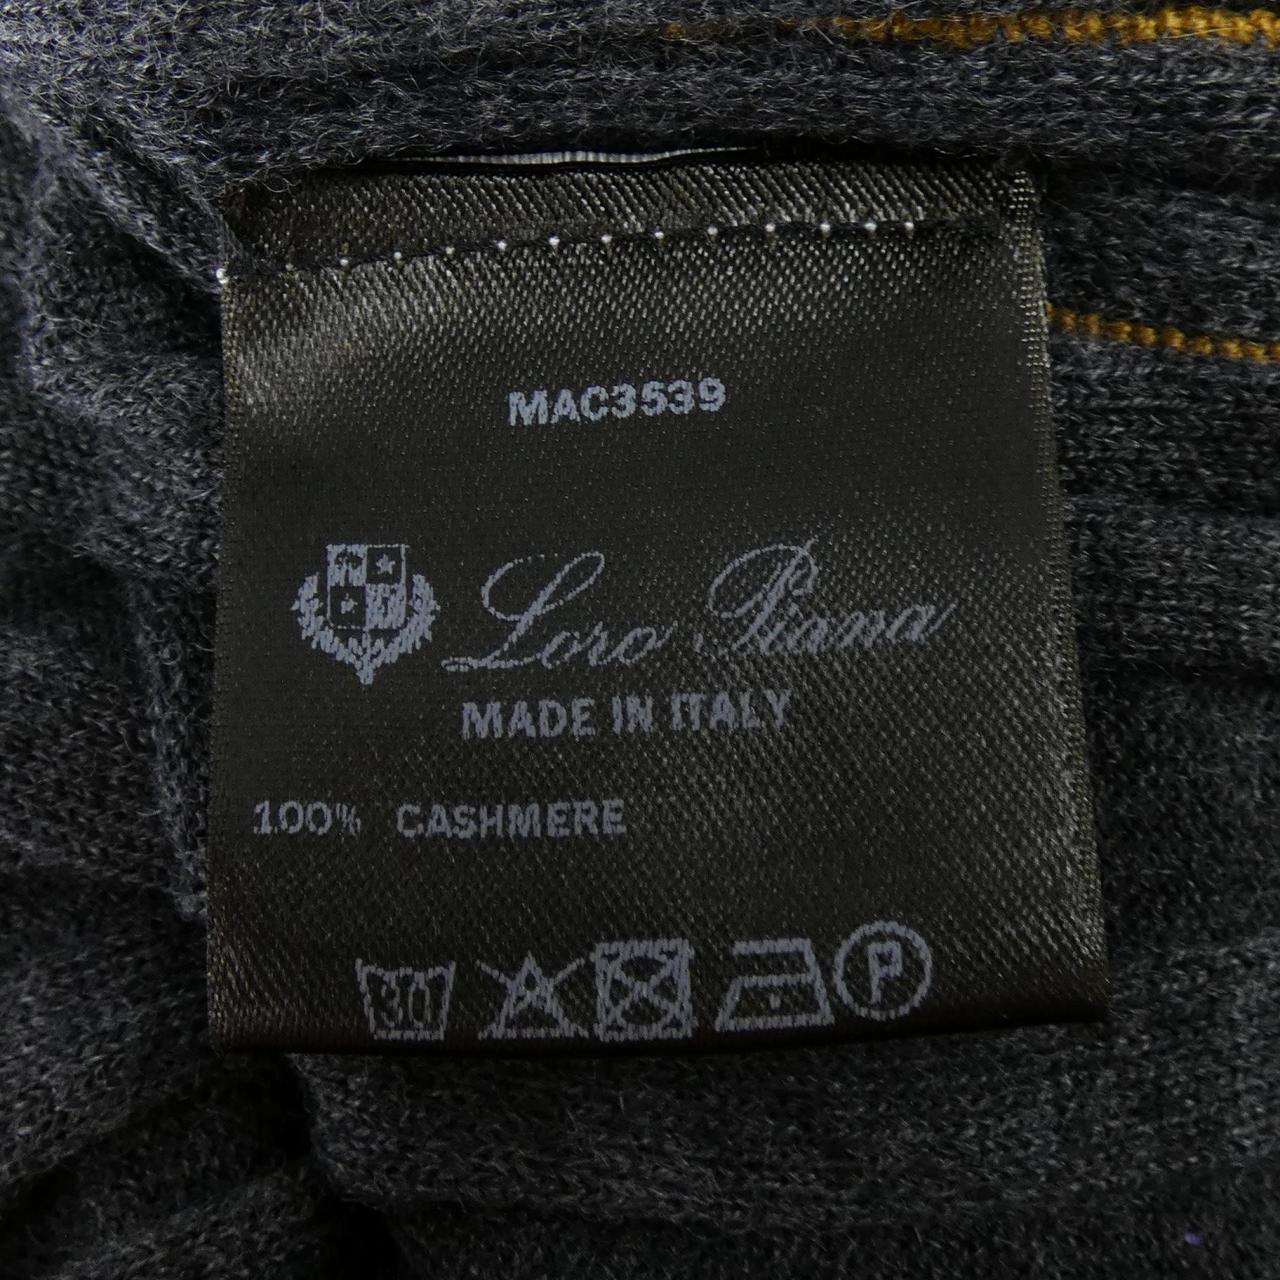 MAC3539
Loro Piana
MADE IN ITALY
100% CASHMERE
30 A P